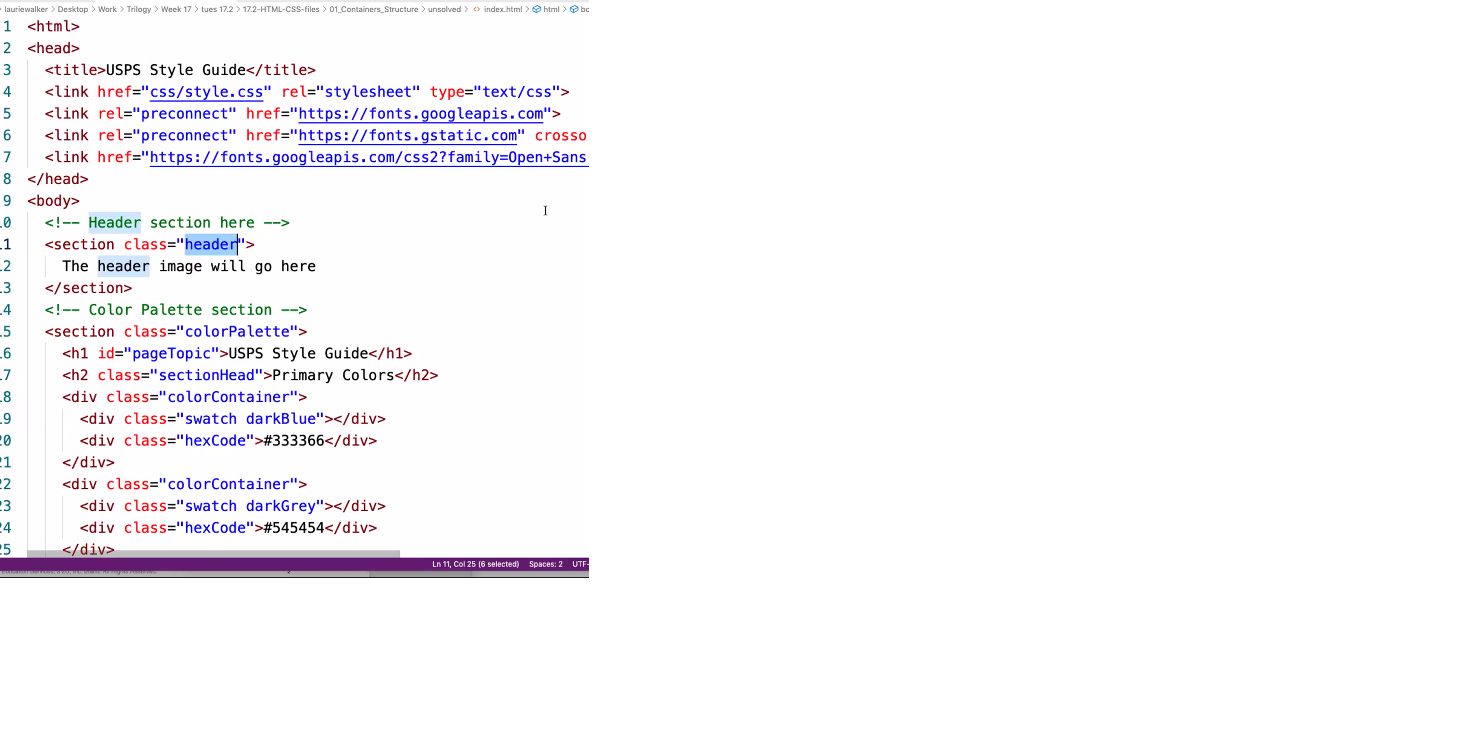 lauriewalker > Desktop > Work > Trilogy > Week 17 > tues 17.2 > 17.2-HTML-CSS-files > 01_Containers_Structure > unsolved > <> index.html > html >
1 <html>
2 <head>
3 <title>USPS Style Guide</title>
4 <link href="css/style.css" rel="stylesheet" type="text/css">
5 <link rel="preconnect" href="https://fonts.googleapis.com">
6 <link rel="preconnect" href="https://fonts.gstatic.com" crosso
7 <link href="https://fonts.googleapis.com/css2?family=Open+Sans
8 </head>
9 <body>
10 <!-- Header section here -->
11 <section class="header">
12 The header image will go here
13 </section>
14 <!-- Color Palette section -->
15 <section class="colorPalette">
16 <h1 id="pageTopic">USPS Style Guide</h1>
17 <h2 class="sectionHead">Primary Colors</h2>
18 <div class="colorContainer">
19 <div class="swatch darkBlue"></div>
20 <div class="hexCode">#333366</div>
21 </div>
22 <div class="colorContainer">
23 <div class="swatch darkGrey"></div>
24 <div class="hexCode">#545454</div>
25 </div>
Ln 11, Col 25 (6 selected) Spaces: 2 UTF-